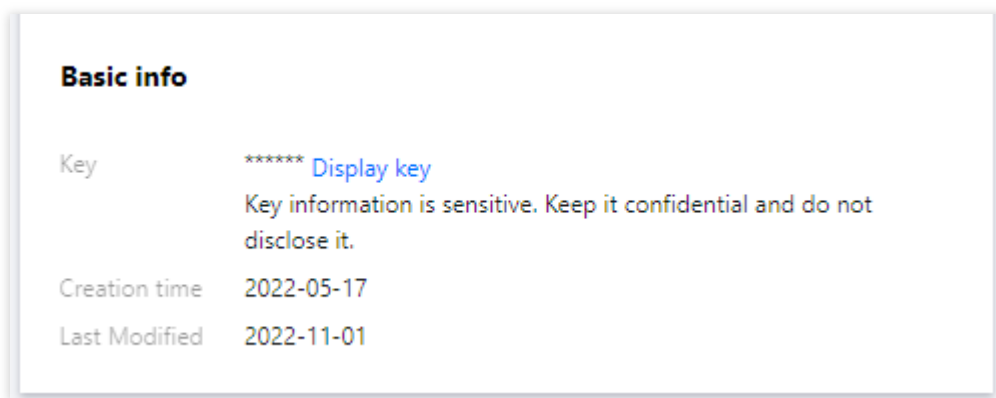 Basic info
Key ****** Display key
Key information is sensitive. Keep it confidential and do not
disclose it.
Creation time 2022-05-17
Last Modified 2022-11-01